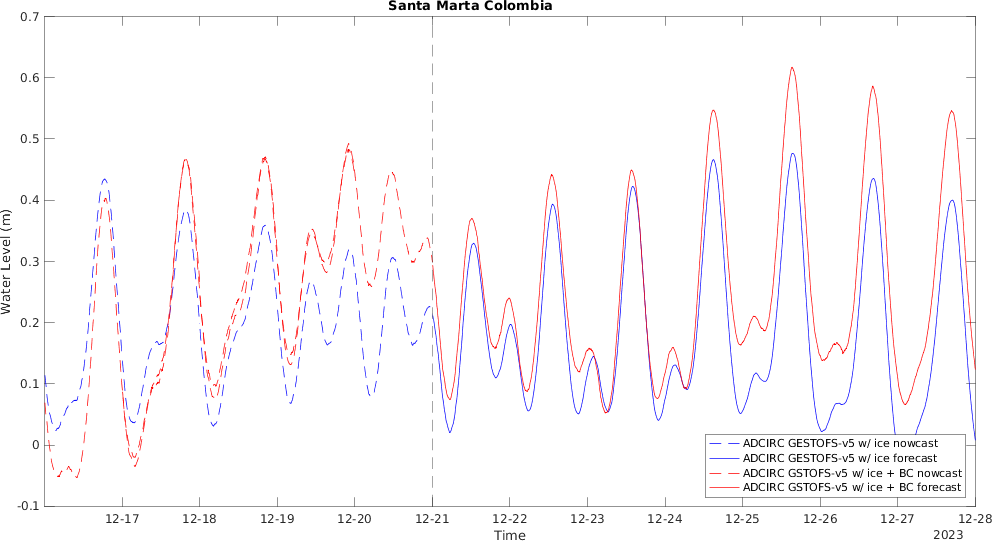 Santa Marta Colombia
0.7
0.6
0.5
0.4
0.3
0.2
0.1
0
-0.1
Water Level (m)
ADCIRC GESTOFS-v5 w/ ice nowcast
ADCIRC GESTOFS-v5 w/ ice forecast
ADCIRC GSTOFS-v5 w/ ice + BC nowcast
ADCIRC GSTOFS-v5 w/ ice + BC forecast
12-17 12-18 12-19 12-20 12-21 12-22 12-23 12-24 12-25 12-26 12-27 12-28
Time
2023